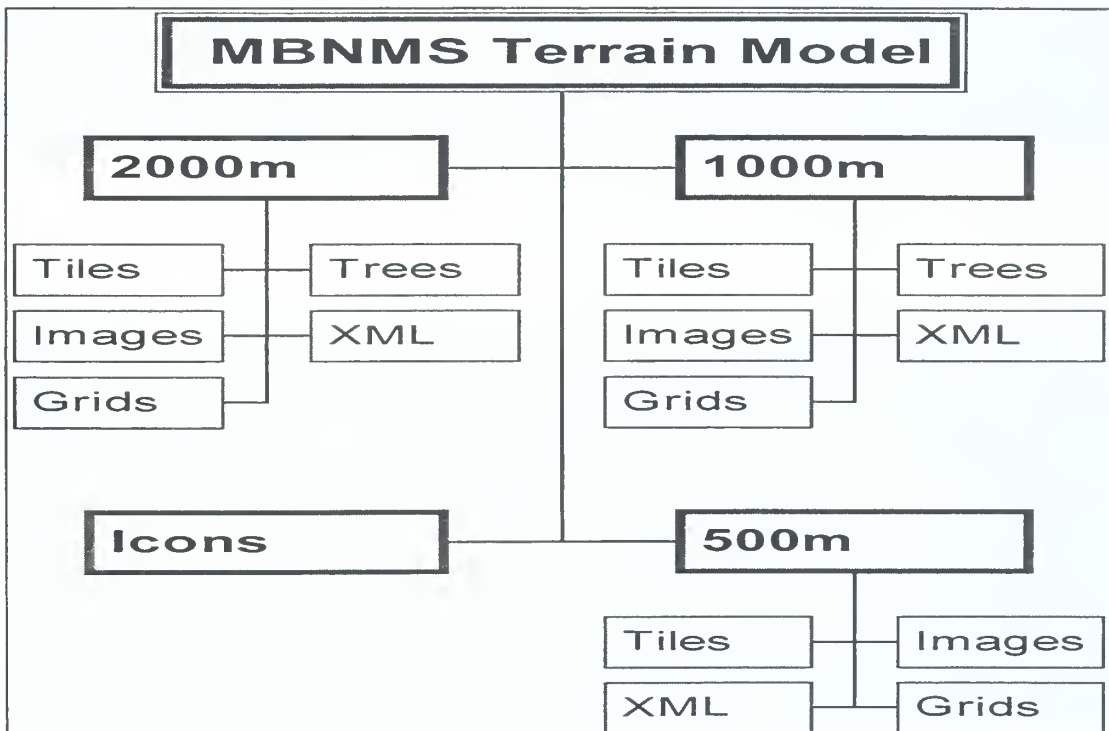 MBNMS Terrain Model
2000m
1000m
Tiles
Trees
Tiles
Trees
Images
XML
Images
XML
Grids
Grids
Icons
500m
Tiles
Images
XML
Grids